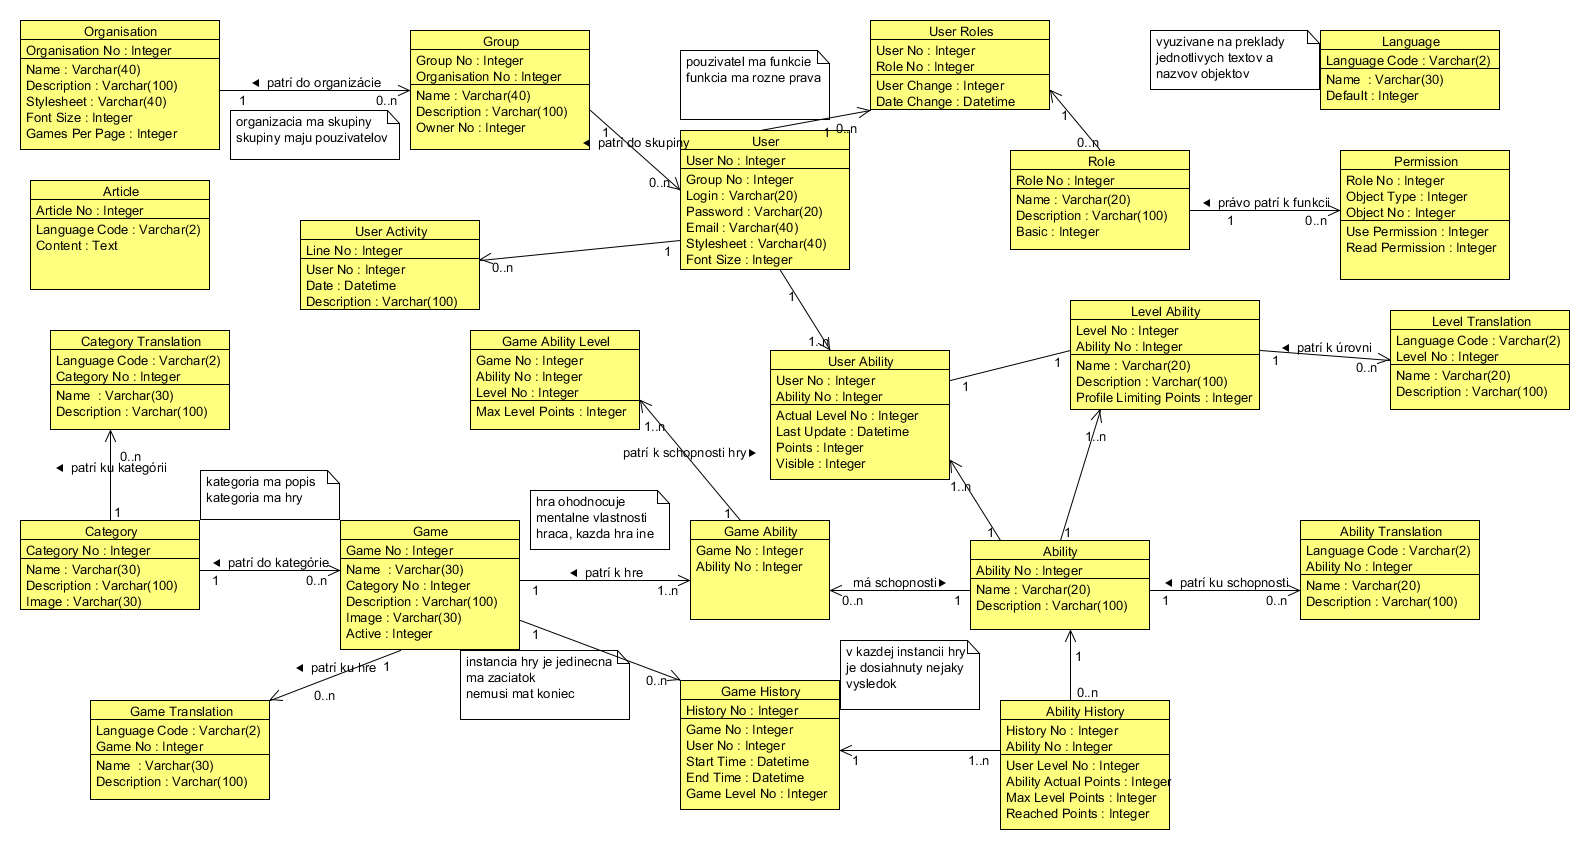 Organisation
Organisation No : Integer
Name : Varchar(40)
Description : Varchar(100)
Stylesheet : Varchar(40)
Font Size : Integer
Games Per Page : Integer
patrí do organizácie
1
0..n
organizacia ma skupiny
skupiny maju pouzivatelov
Group
Group No : Integer
Organisation No : Integer
Name : Varchar(40)
Description : Varchar(100)
Owner No : Integer
1
patrí do skupiny
0..n
pouzivatel ma funkcie
funkcia ma rozne prava
User Roles
User No : Integer
Role No : Integer
User Change : Integer
Date Change : Datetime
1
0..n
1
0..n
vyuzivane na preklady
jednotlivych textov a
nazvov objektov
Language
Language Code : Varchar(2)
Name : Varchar(30)
Default : Integer
User
User No : Integer
Group No : Integer
Login : Varchar(20)
Password : Varchar(20)
Email : Varchar(40)
Stylesheet : Varchar(40)
Font Size : Integer
Role
Role No : Integer
Name : Varchar(20)
Description : Varchar(100)
Basic : Integer
právo patrí k funkcii
1
0..n
Permission
Role No : Integer
Object Type : Integer
Object No : Integer
Use Permission : Integer
Read Permission : Integer
Article
Article No : Integer
Language Code : Varchar(2)
Content : Text
User Activity
Line No : Integer
User No : Integer
Date : Datetime
Description : Varchar(100)
0..n
1
1
1..n
Category Translation
Language Code : Varchar(2)
Category No : Integer
Name : Varchar(30)
Description : Varchar(100)
0..n
patrí ku kategórii
1
Game Ability Level
Game No : Integer
Ability No : Integer
Level No : Integer
Max Level Points : Integer
1..n
patrí k schopnosti hry
1
User Ability
User No : Integer
Ability No : Integer
Actual Level No : Integer
Last Update : Datetime
Points : Integer
Visible : Integer
1
1
1..n
1
Level Ability
Level No : Integer
Ability No : Integer
Name : Varchar(20)
Description : Varchar(100)
Profile Limiting Points : Integer
1..n
1
patrí k úrovni
1
0..n
Level Translation
Language Code : Varchar(2)
Level No : Integer
Name : Varchar(20)
Description : Varchar(100)
kategoria ma popis
kategoria ma hry
Category
Category No : Integer
Name : Varchar(30)
Description : Varchar(100)
Image : Varchar(30)
patrí do kategórie
1
0..n
Game
Game No : Integer
Name : Varchar(30)
Category No : Integer
Description : Varchar(100)
Image : Varchar(30)
Active : Integer
hra ohodnocuje
mentalne vlastnosti
hraca, kazda hra ine
patrí k hre
1
1..n
Game Ability
Game No : Integer
Ability No : Integer
má schopnosti
0..n
1
Ability
Ability No : Integer
Name : Varchar(20)
Description : Varchar(100)
patrí ku schopnosti
1
0..n
Ability Translation
Language Code : Varchar(2)
Ability No : Integer
Name : Varchar(20)
Description : Varchar(100)
patrí ku hre
1
0..n
Game Translation
Language Code : Varchar(2)
Game No : Integer
Name : Varchar(30)
Description : Varchar(100)
1
0..n
instancia hry je jedinecna
ma zaciatok
nemusi mat koniec
Game History
History No : Integer
Game No : Integer
User No : Integer
Start Time : Datetime
End Time : Datetime
Game Level No : Integer
v kazdej instancii hry
je dosiahnuty nejaky
vysledok
1
1..n
1
0..n
Ability History
History No : Integer
Ability No : Integer
User Level No : Integer
Ability Actual Points : Integer
Max Level Points : Integer
Reached Points : Integer